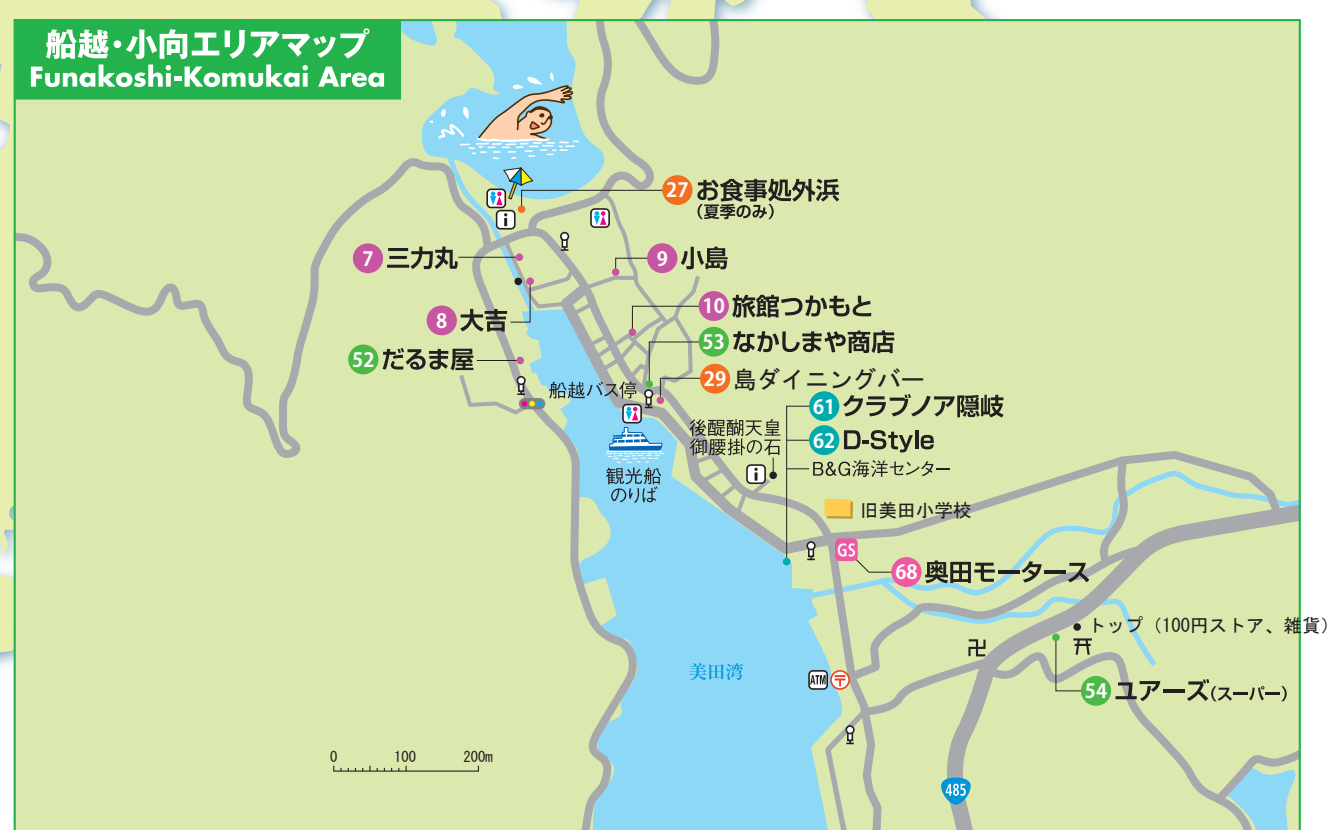 船越・小向エリアマップ
Funakoshi-Komukai Area
27 お食事処外浜
（夏季のみ）
7 三力丸
9 小島
10 旅館つかもと
8 大吉
53 なかしまや商店
52 だるま屋
29 島ダイニングバー
船越バス停
61 クラブノア隠岐
後醍醐天皇
御腰掛の石
62 D-Style
B&G海洋センター
観光船
のりば
旧美田小学校
GS
68 奥田モータース
トップ（100円ストア、雑貨）
美田湾
ATM
54 ユアーズ（スーパー）
0 100 200m
485